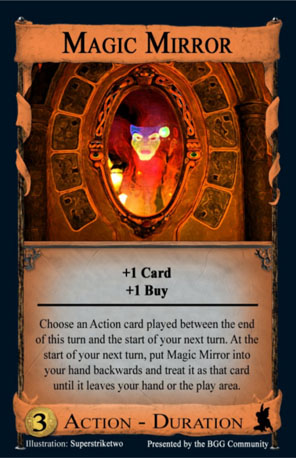 MAGIC MIRROR
+1 Card
+1 Buy
Choose an Action card played between the end
of this turn and the start of your next turn. At the
start of your next turn, put Magic Mirror into
your hand backwards and treat it as that card
until it leaves your hand or the play area.
3 ACTION - DURATION
Illustration: Superstriketwo Presented by the BGG Community